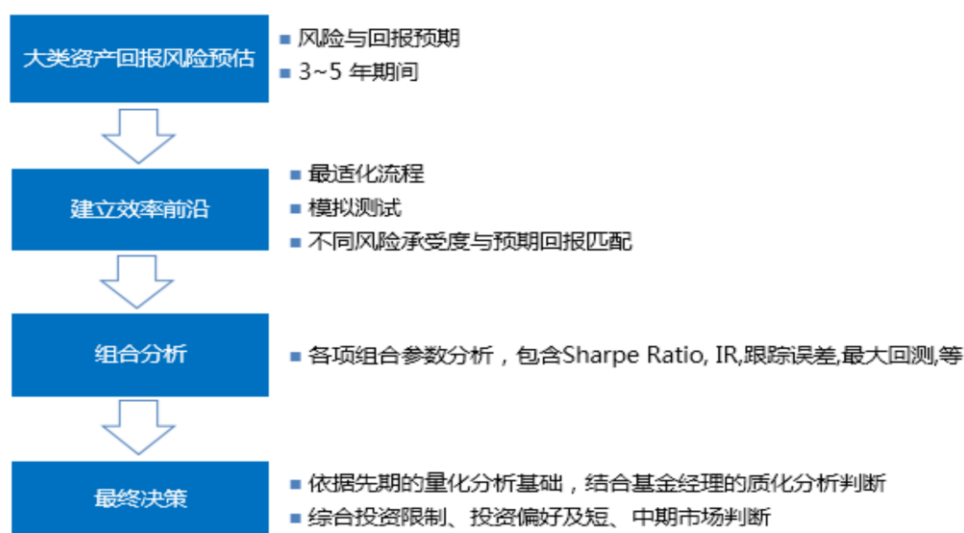 大类资产回报风险预估
■ 风险与回报预期
■ 3~5 年期间
建立效率前沿
■ 最适化流程
■ 模拟测试
■ 不同风险承受度与预期回报匹配
组合分析
■ 各项组合参数分析，包含Sharpe Ratio, IR,跟踪误差,最大回测,等
最终决策
■ 依据先期的量化分析基础，结合基金经理的质化分析判断
■ 综合投资限制、投资偏好及短、中期市场判断